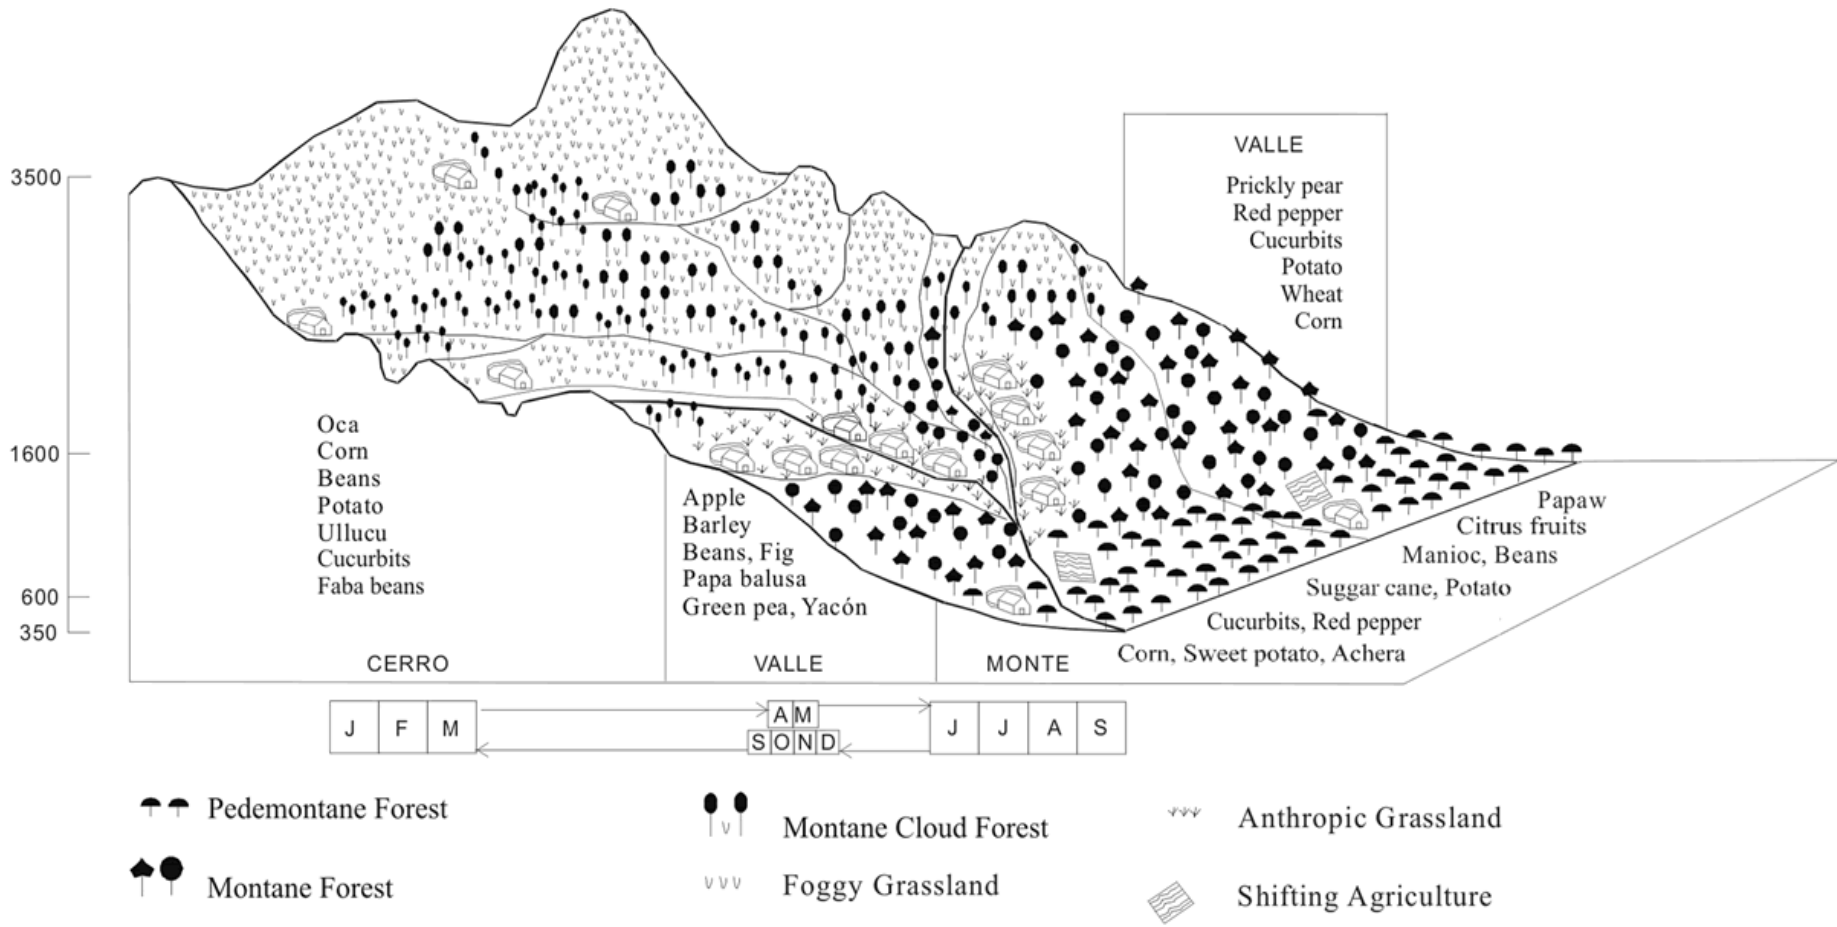 3500
1600
600
350
VALLE
Prickly pear
Red pepper
Cucurbits
Potato
Wheat
Corn
Oca
Corn
Beans
Potato
Ullucu
Cucurbits
Faba beans
Apple
Barley
Beans, Fig
Papa balusa
Green pea, Yacón
Papaw
Citrus fruits
Manioc, Beans
Suggar cane, Potato
Cucurbits, Red pepper
Corn, Sweet potato, Achera
CERRO
VALLE
MONTE
J F M
A M
S O N D
J J A S
Pedemontane Forest
Montane Forest
Montane Cloud Forest
Foggy Grassland
Anthropic Grassland
Shifting Agriculture